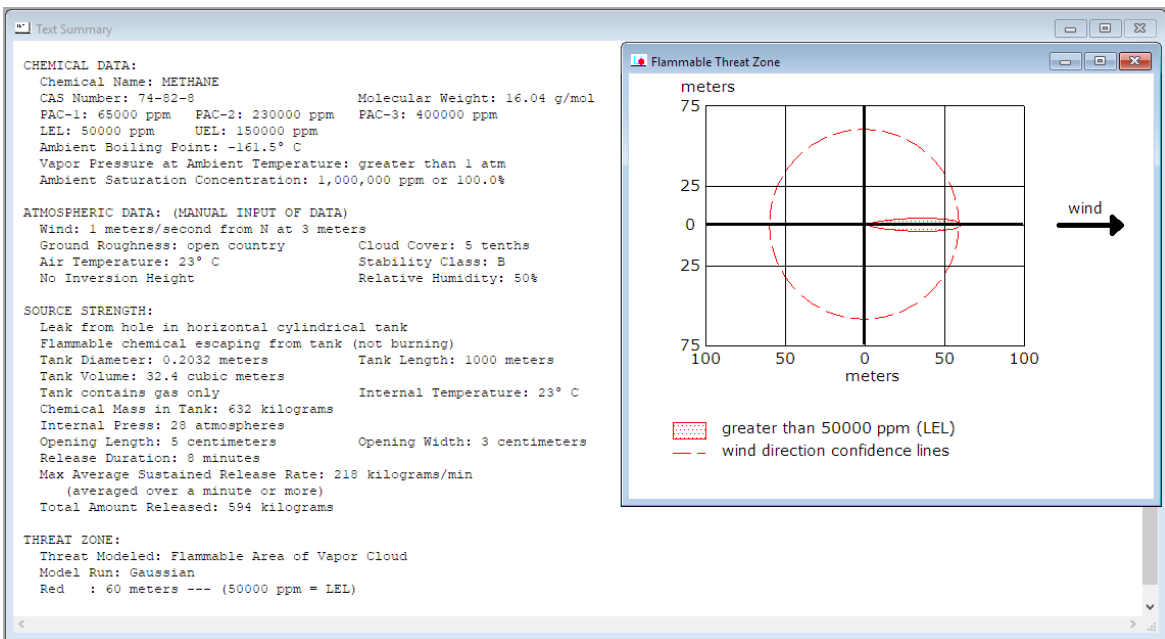 Text Summary
CHEMICAL DATA:
Chemical Name: METHANE
CAS Number: 74-82-8 Molecular Weight: 16.04 g/mol
PAC-1: 65000 ppm PAC-2: 230000 ppm PAC-3: 400000 ppm
LEL: 50000 ppm UEL: 150000 ppm
Ambient Boiling Point: -161.5° C
Vapor Pressure at Ambient Temperature: greater than 1 atm
Ambient Saturation Concentration: 1,000,000 ppm or 100.0%
ATMOSPHERIC DATA: (MANUAL INPUT OF DATA)
Wind: 1 meters/second from N at 3 meters
Ground Roughness: open country Cloud Cover: 5 tenths
Air Temperature: 23° C Stability Class: B
No Inversion Height Relative Humidity: 50%
SOURCE STRENGTH:
Leak from hole in horizontal cylindrical tank
Flammable chemical escaping from tank (not burning)
Tank Diameter: 0.2032 meters Tank Length: 1000 meters
Tank Volume: 32.4 cubic meters
Tank contains gas only Internal Temperature: 23° C
Chemical Mass in Tank: 632 kilograms
Internal Press: 28 atmospheres
Opening Length: 5 centimeters Opening Width: 3 centimeters
Release Duration: 8 minutes
Max Average Sustained Release Rate: 218 kilograms/min
(averaged over a minute or more)
Total Amount Released: 594 kilograms
THREAT ZONE:
Threat Modeled: Flammable Area of Vapor Cloud
Model Run: Gaussian
Red : 60 meters --- (50000 ppm = LEL)
Flammable Threat Zone
meters
75
25
0
25
75
100 50 0 50 100
meters
wind
greater than 50000 ppm (LEL)
wind direction confidence lines